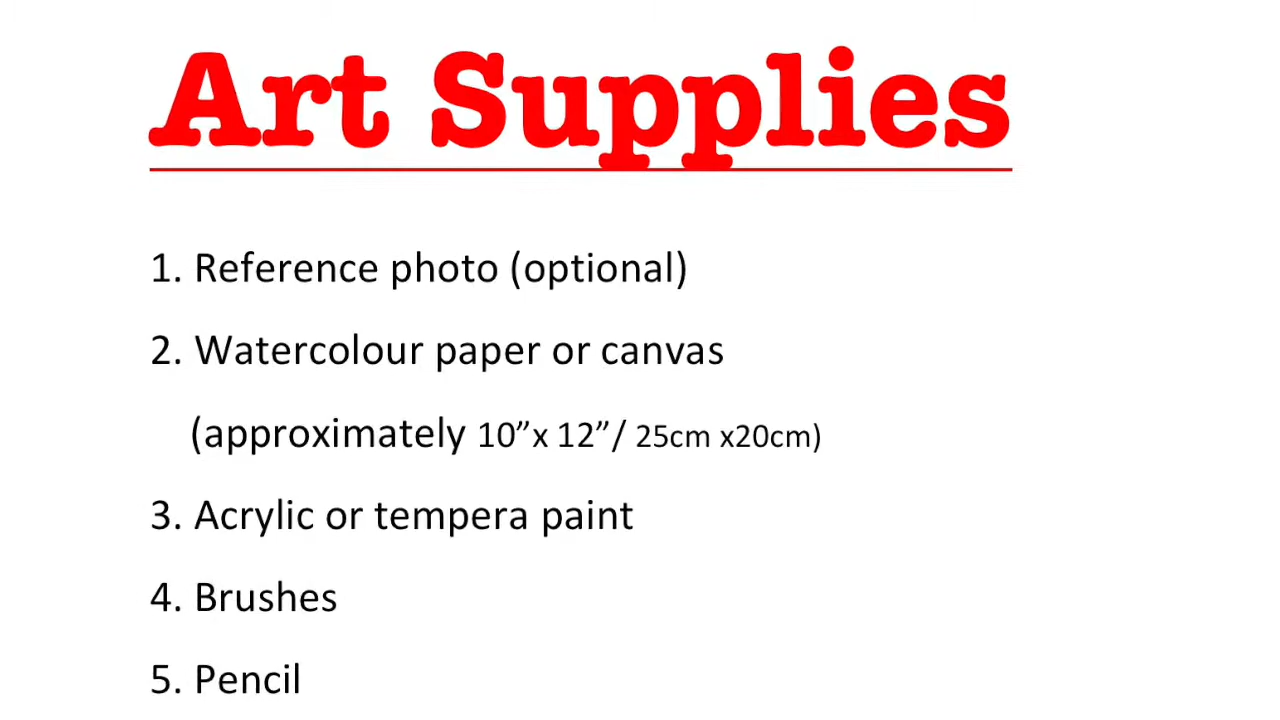 Art Supplies
1. Reference photo (optional)
2. Watercolour paper or canvas
(approximately 10”x 12”/ 25cm x20cm)
3. Acrylic or tempera paint
4. Brushes
5. Pencil